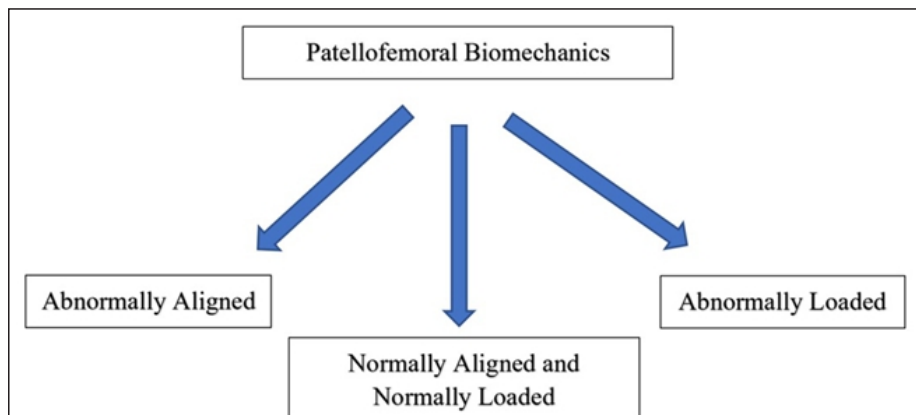 Patellofemoral Biomechanics
Abnormally Aligned
Abnormally Loaded
Normally Aligned and
Normally Loaded